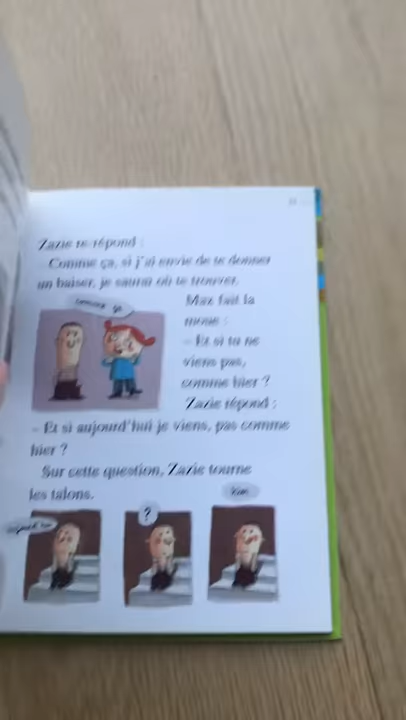 Zazie re-répond :
– Comme ça, si j'ai envie de te donner
un baiser, je saurai où te trouver.
Max fait la
moue :
– Et si tu ne
viens pas,
comme hier ?
Zazie répond :
– Et si aujourd'hui je viens, pas comme
hier ?
Sur cette question, Zazie tourne
les talons.
?